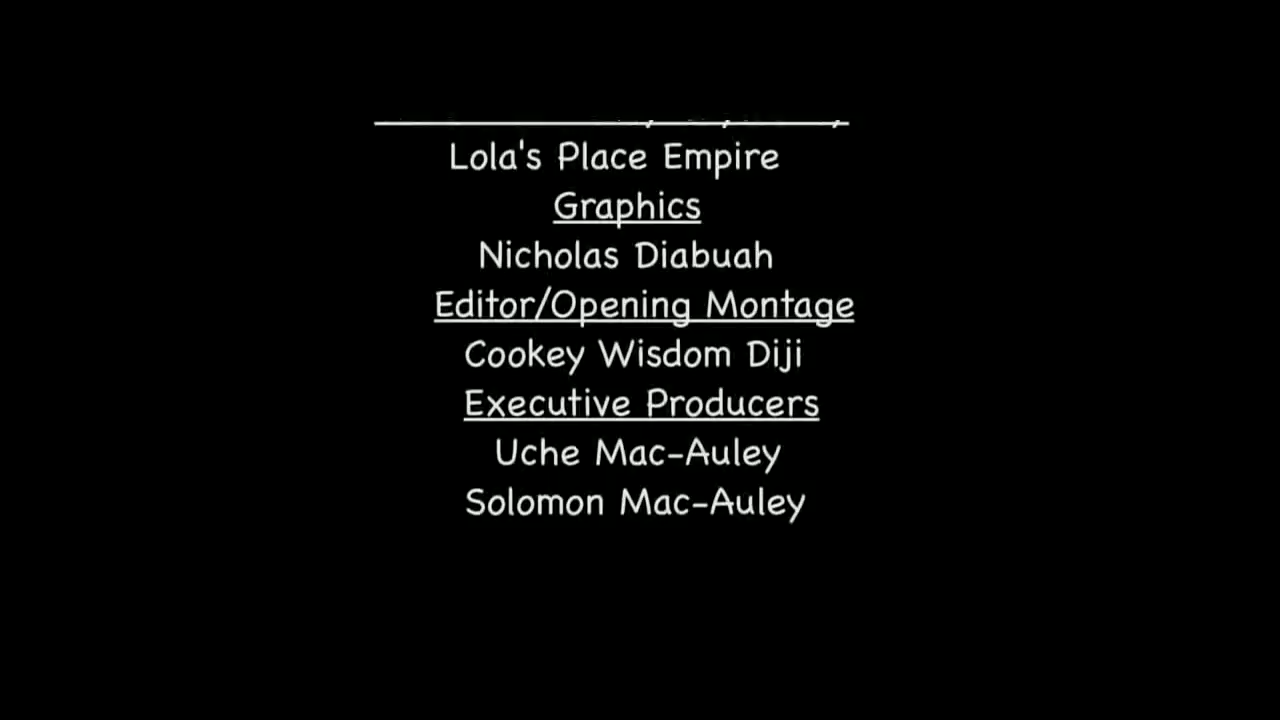 Lola's Place Empire
Graphics
Nicholas Diabuah
Editor/Opening Montage
Cookey Wisdom Diji
Executive Producers
Uche Mac-Auley
Solomon Mac-Auley